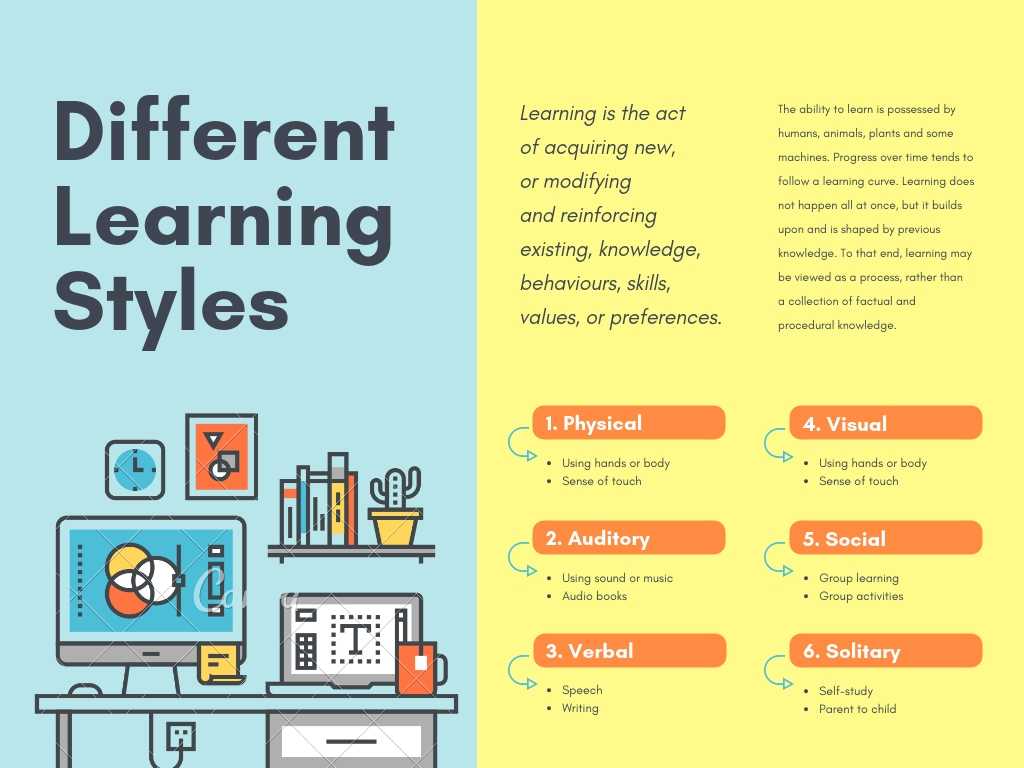 Different
Learning
Styles
Learning is the act
of acquiring new,
or modifying
and reinforcing
existing, knowledge,
behaviours, skills,
values, or preferences.
The ability to learn is possessed by
humans, animals, plants and some
machines. Progress over time tends to
follow a learning curve. Learning does
not happen all at once, but it builds
upon and is shaped by previous
knowledge. To that end, learning may
be viewed as a process, rather than
a collection of factual and
procedural knowledge.
1. Physical
• Using hands or body
• Sense of touch
2. Auditory
• Using sound or music
• Audio books
3. Verbal
• Speech
• Writing
4. Visual
• Using hands or body
• Sense of touch
5. Social
• Group learning
• Group activities
6. Solitary
• Self-study
• Parent to child
Canva
T